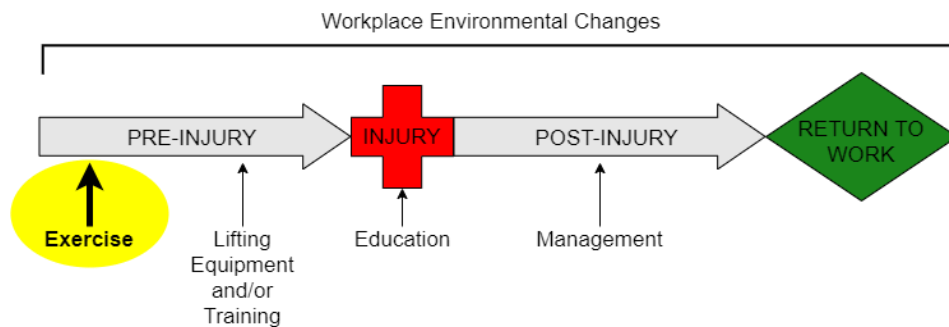 Workplace Environmental Changes
PRE-INJURY
INJURY
POST-INJURY
RETURN TO
WORK
Exercise
Lifting
Equipment
and/or
Training
Education
Management